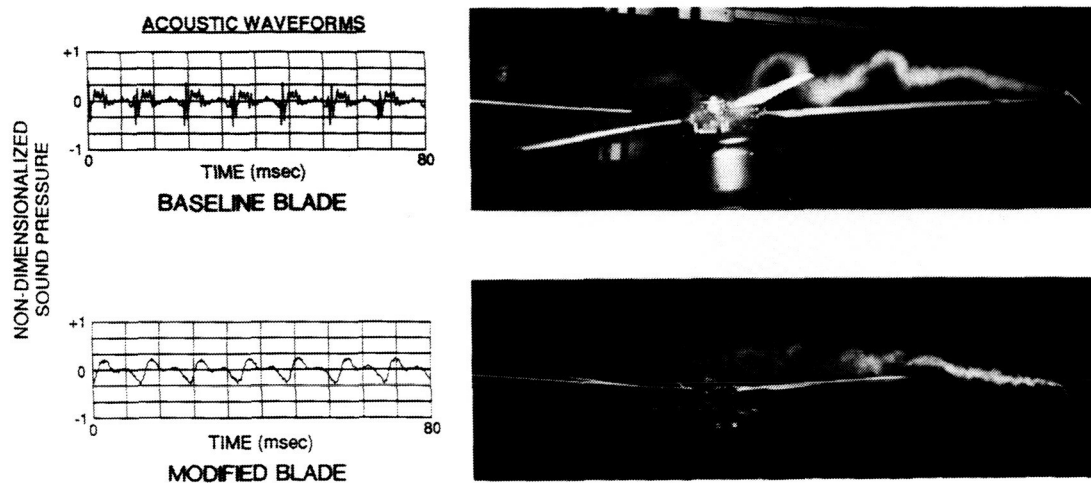 ACOUSTIC WAVEFORMS
NON-DIMENSIONALIZED
SOUND PRESSURE
+1
0
-1
0
80
TIME (msec)
BASELINE BLADE
+1
0
-1
0
80
TIME (msec)
MODIFIED BLADE